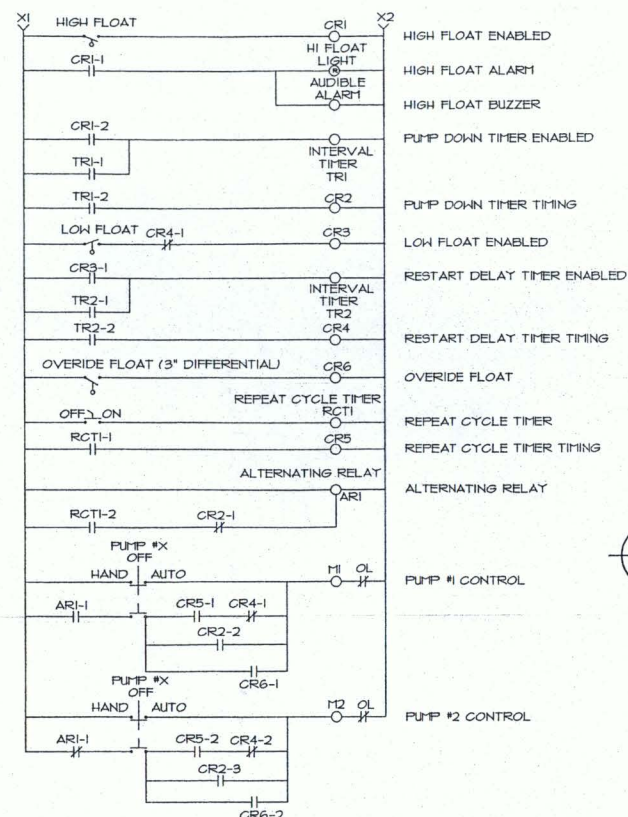 X1 X2
HIGH FLOAT CR1 HIGH FLOAT ENABLED
CR1-1 HI FLOAT LIGHT R HIGH FLOAT ALARM
AUDIBLE ALARM HIGH FLOAT BUZZER
CR1-2 PUMP DOWN TIMER ENABLED
TR1-1 INTERVAL TIMER TR1
TR1-2 CR2 PUMP DOWN TIMER TIMING
LOW FLOAT CR4-1 CR3 LOW FLOAT ENABLED
CR3-1 RESTART DELAY TIMER ENABLED
TR2-1 INTERVAL TIMER TR2
TR2-2 CR4 RESTART DELAY TIMER TIMING
OVERIDE FLOAT (3" DIFFERENTIAL) CR6 OVERIDE FLOAT
REPEAT CYCLE TIMER
OFF ON RCT1 REPEAT CYCLE TIMER
RCT1-1 CR5 REPEAT CYCLE TIMER TIMING
ALTERNATING RELAY
AR1 ALTERNATING RELAY
RCT1-2 CR2-1
PUMP #X
OFF
HAND AUTO M1 OL PUMP #1 CONTROL
AR1-1 CR5-1 CR4-1
CR2-2
CR6-1
PUMP #X
OFF
HAND AUTO M2 OL PUMP #2 CONTROL
AR1-1 CR5-2 CR4-2
CR2-3
CR6-2